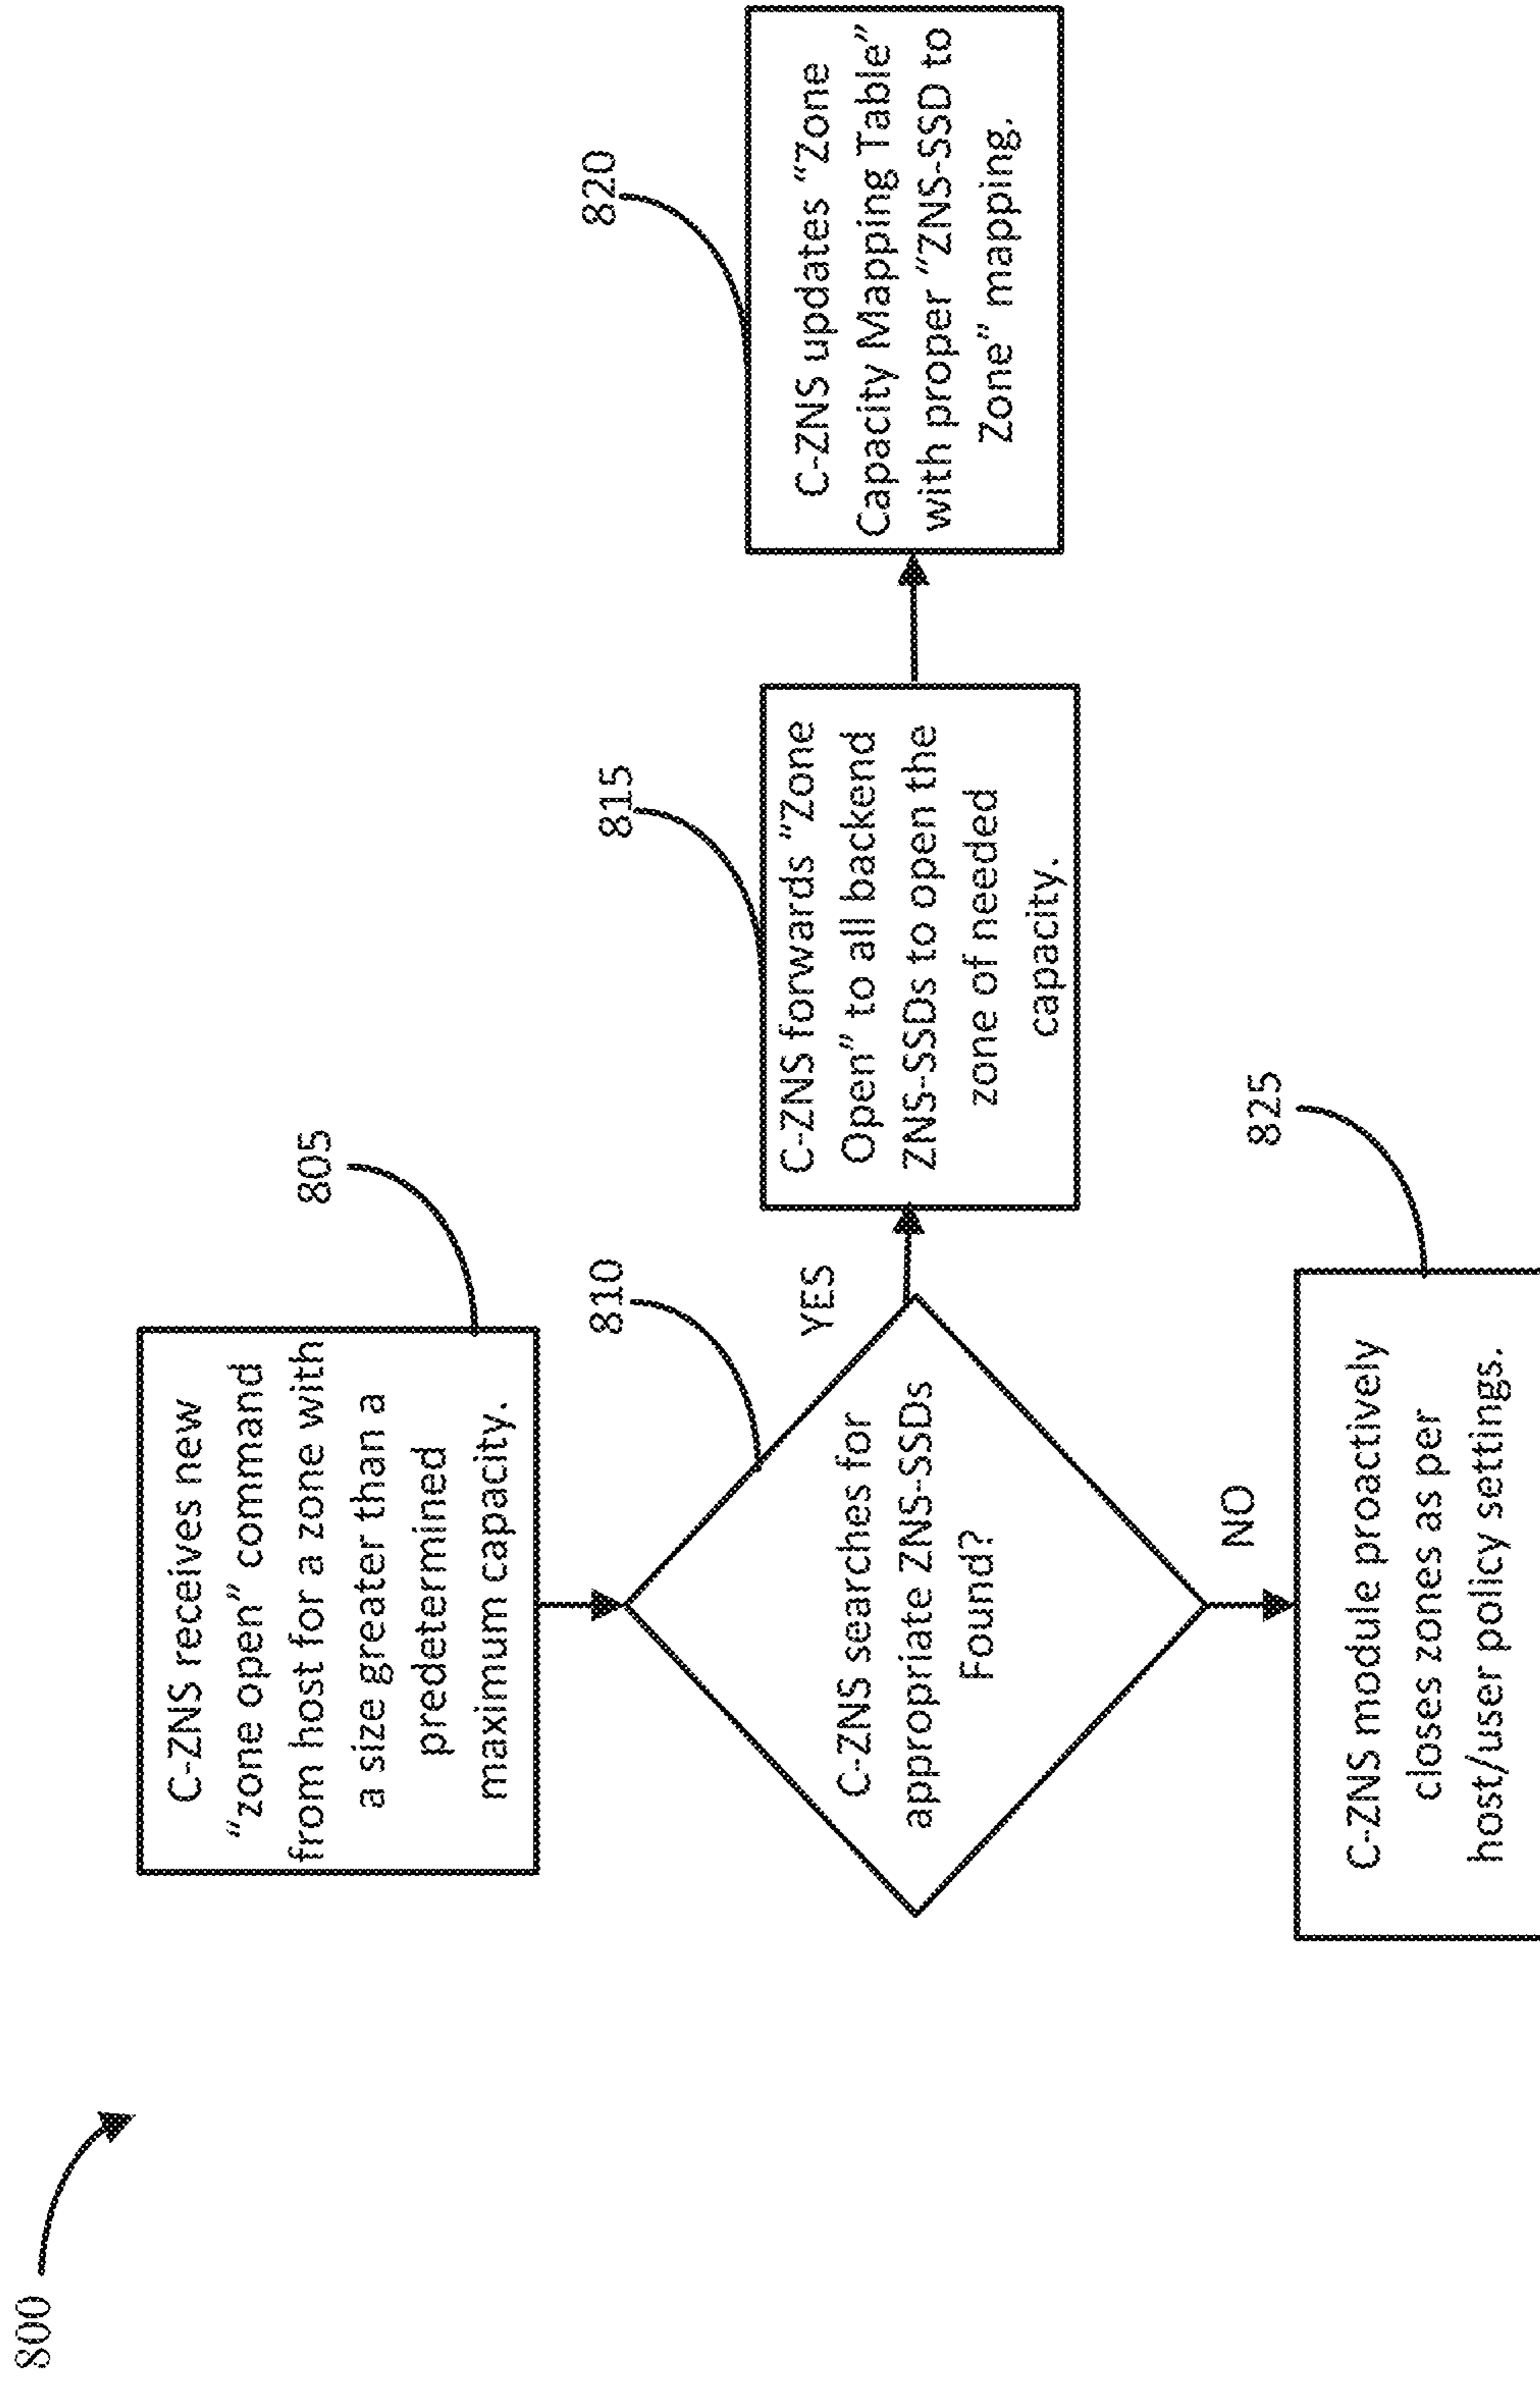 800
805
C-ZNS receives new
“zone open” command
from host for a zone with
a size greater than a
predetermined
maximum capacity.
810
C-ZNS searches for
appropriate ZNS-SSDs
Found?
YES
815
C-ZNS forwards “Zone
Open” to all backend
ZNS-SSDs to open the
zone of needed
capacity.
820
C-ZNS updates “Zone
Capacity Mapping Table”
with proper “ZNS-SSD to
Zone” mapping.
NO
825
C-ZNS module proactively
closes zones as per
host/user policy settings.